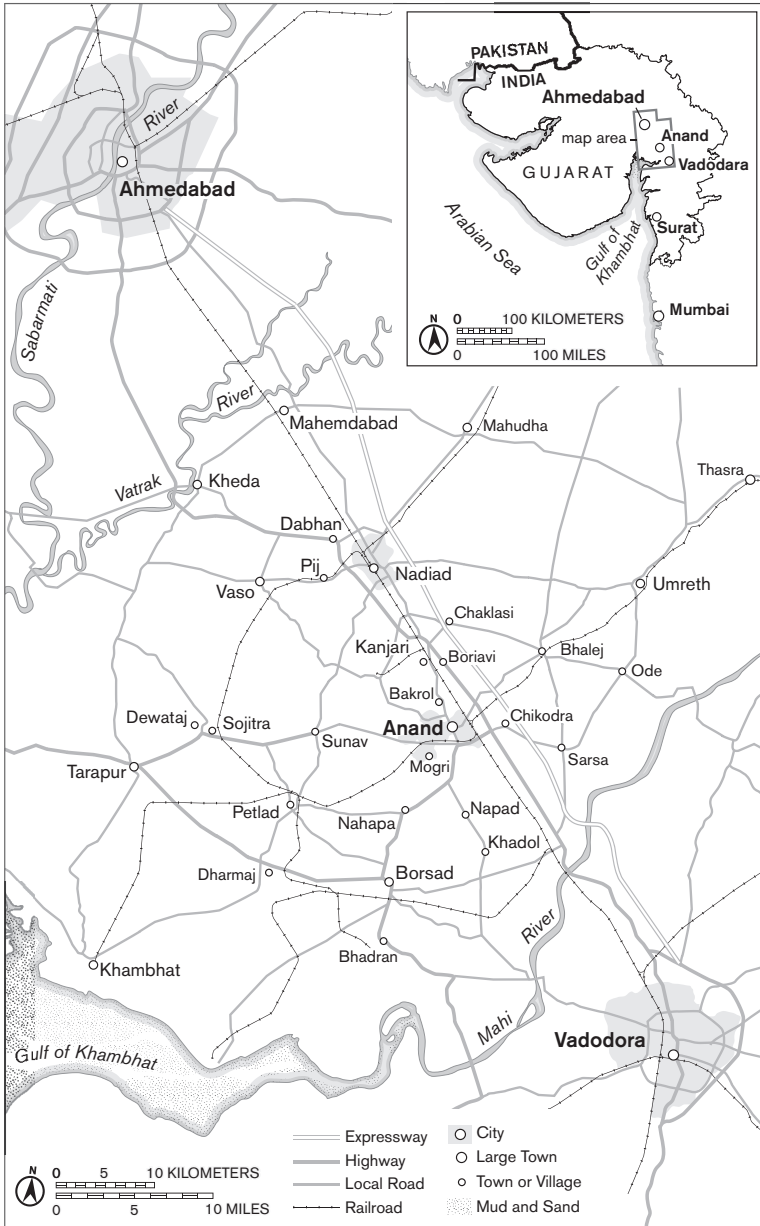 PAKISTAN
INDIA
Ahmedabad
map area
Anand
Vadodara
GUJARAT
Surat
Arabian Sea
Gulf of
Khambhat
Mumbai
N
0 100 KILOMETERS
0 100 MILES
River
Ahmedabad
Sabarmati
River
Mahemdabad
Mahudha
Thasra
Vatrak
Kheda
Dabhan
Pij
Nadiad
Vaso
Umreth
Chaklasi
Kanjari
Boriavi
Bhalej
Ode
Bakrol
Dewataj
Sojitra
Sunav
Anand
Chikodra
Sarsa
Tarapur
Mogri
Petlad
Nahapa
Napad
Khadol
Dharmaj
Borsad
River
Bhadran
Khambhat
Mahi
Gulf of Khambhat
Vadodora
Expressway
Highway
Local Road
Railroad
City
Large Town
Town or Village
Mud and Sand
N
0 5 10 KILOMETERS
0 5 10 MILES